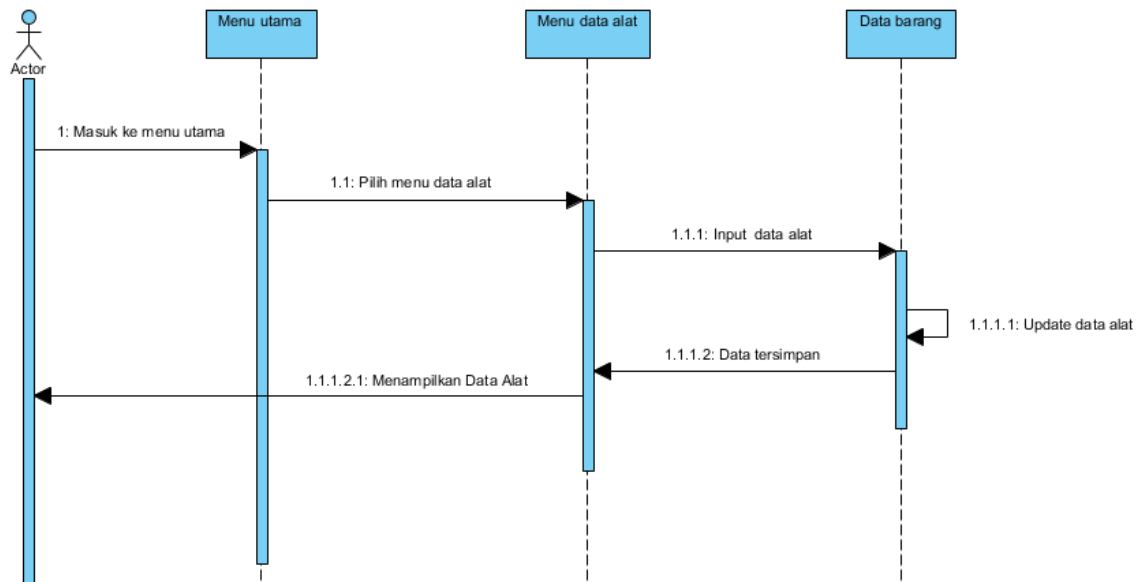 Menu utama
Menu data alat
Data barang
Actor
1: Masuk ke menu utama
1.1: Pilih menu data alat
1.1.1: Input data alat
1.1.1.1: Update data alat
1.1.1.2: Data tersimpan
1.1.1.2.1: Menampilkan Data Alat